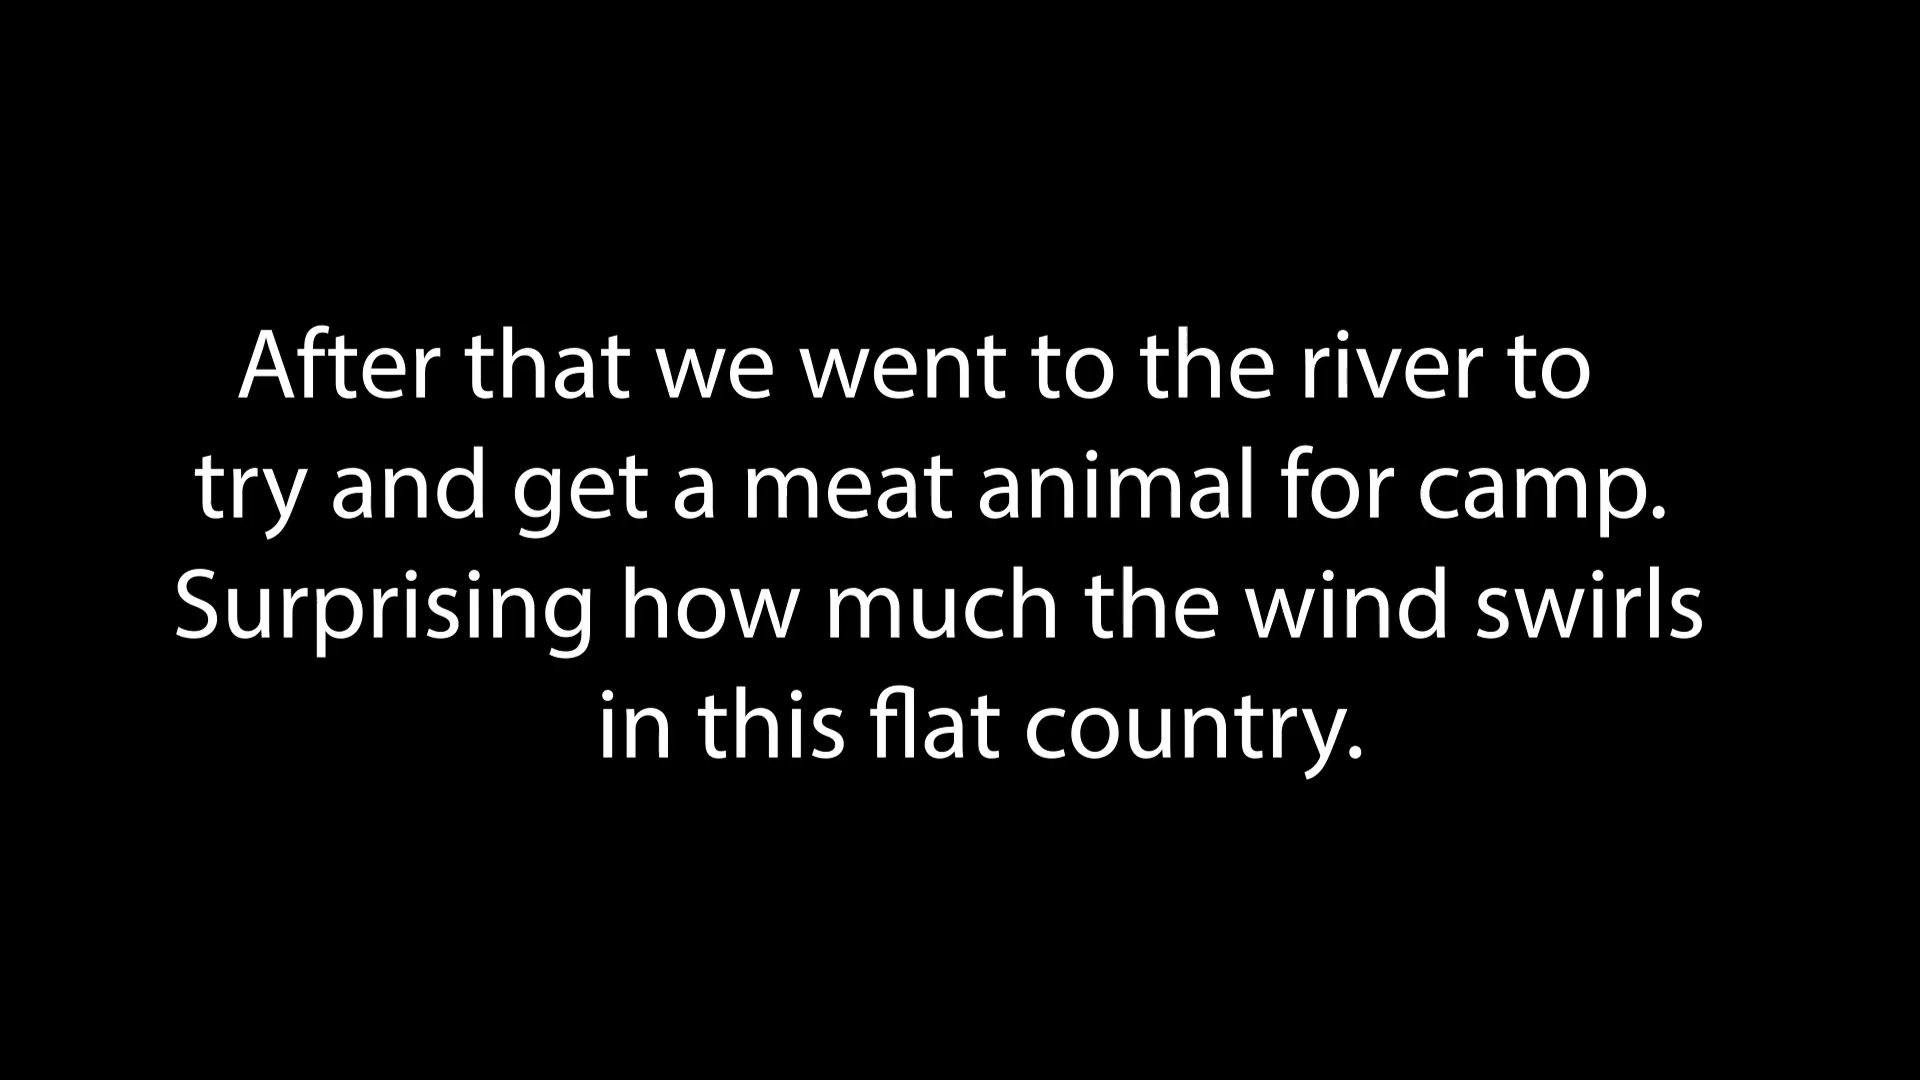 After that we went to the river to
try and get a meat animal for camp.
Surprising how much the wind swirls
in this flat country.